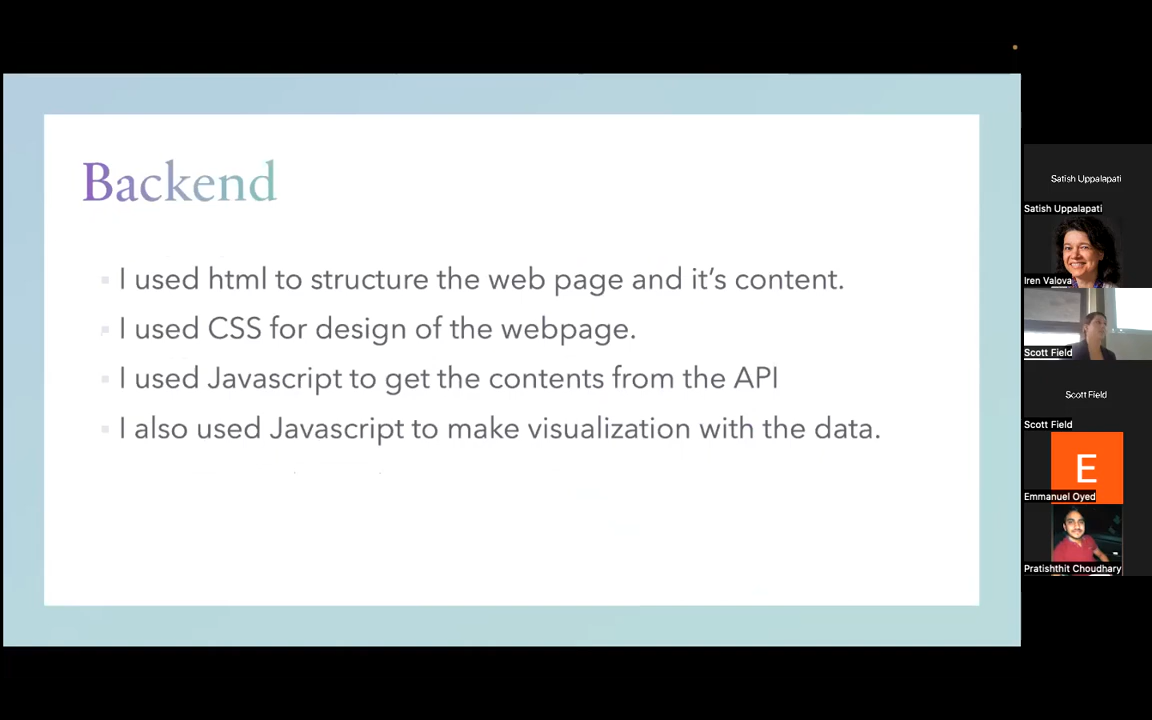 Backend
I used html to structure the web page and it’s content.
I used CSS for design of the webpage.
I used Javascript to get the contents from the API
I also used Javascript to make visualization with the data.
Satish Uppalapati
Satish Uppalapati
Iren Valova
Scott Field
Scott Field
Scott Field
E
Emmanuel Oyed
Pratishthit Choudhary